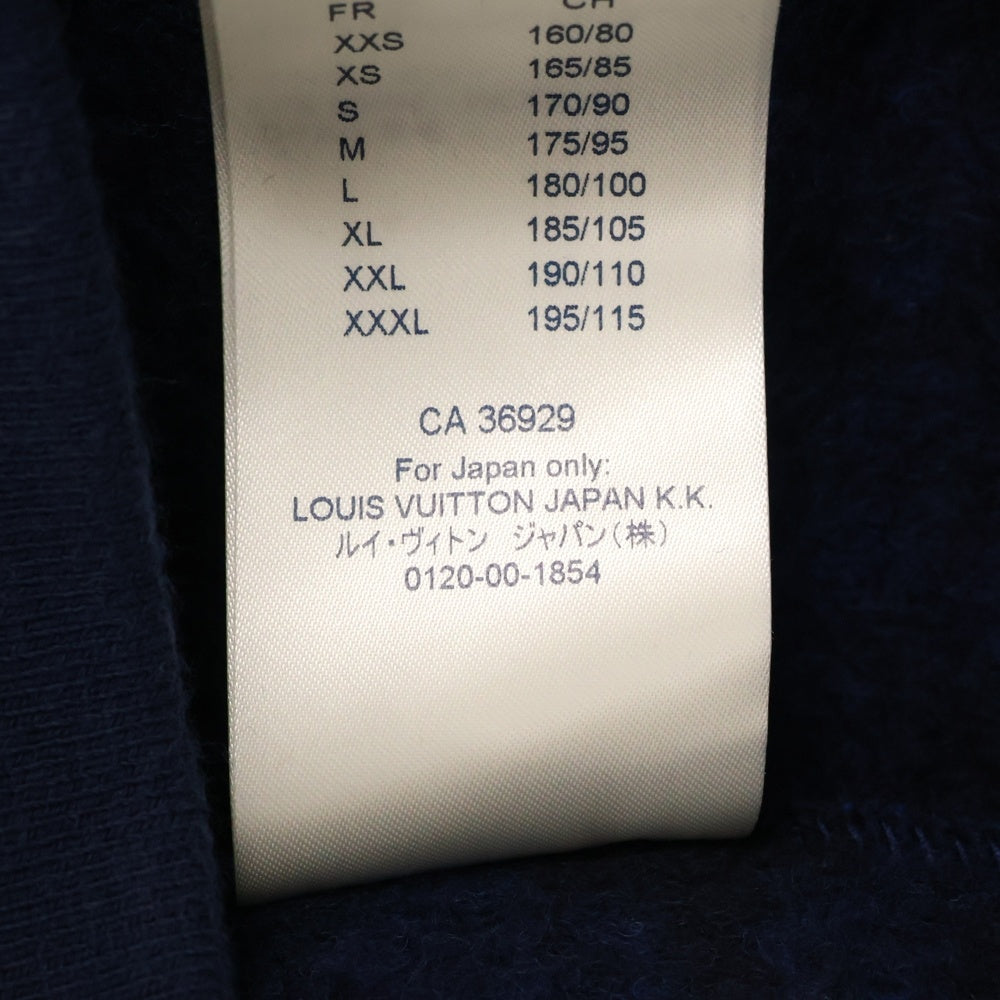 FR CH
XXS 160/80
XS 165/85
S 170/90
M 175/95
L 180/100
XL 185/105
XXL 190/110
XXXL 195/115
CA 36929
For Japan only:
LOUIS VUITTON JAPAN K.K.
ルイ・ヴィトン ジャパン(株)
0120-00-1854